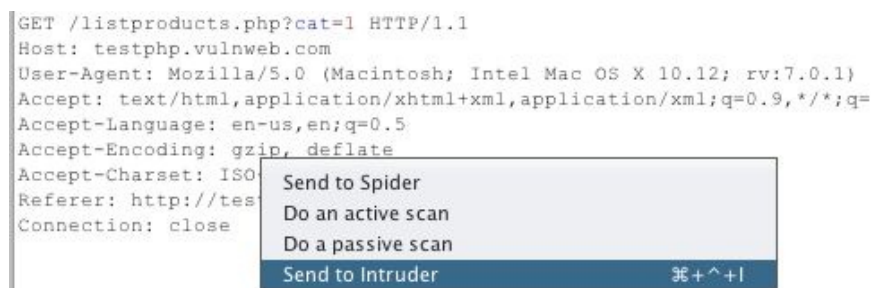 GET /listproducts.php?cat=1 HTTP/1.1
Host: testphp.vulnweb.com
User-Agent: Mozilla/5.0 (Macintosh; Intel Mac OS X 10.12; rv:7.0.1)
Accept: text/html,application/xhtml+xml,application/xml;q=0.9,*/*;q=
Accept-Language: en-us,en;q=0.5
Accept-Encoding: gzip, deflate
Accept-Charset: ISO
Referer: http://tes
Connection: close
Send to Spider
Do an active scan
Do a passive scan
Send to Intruder ⌘+^+I